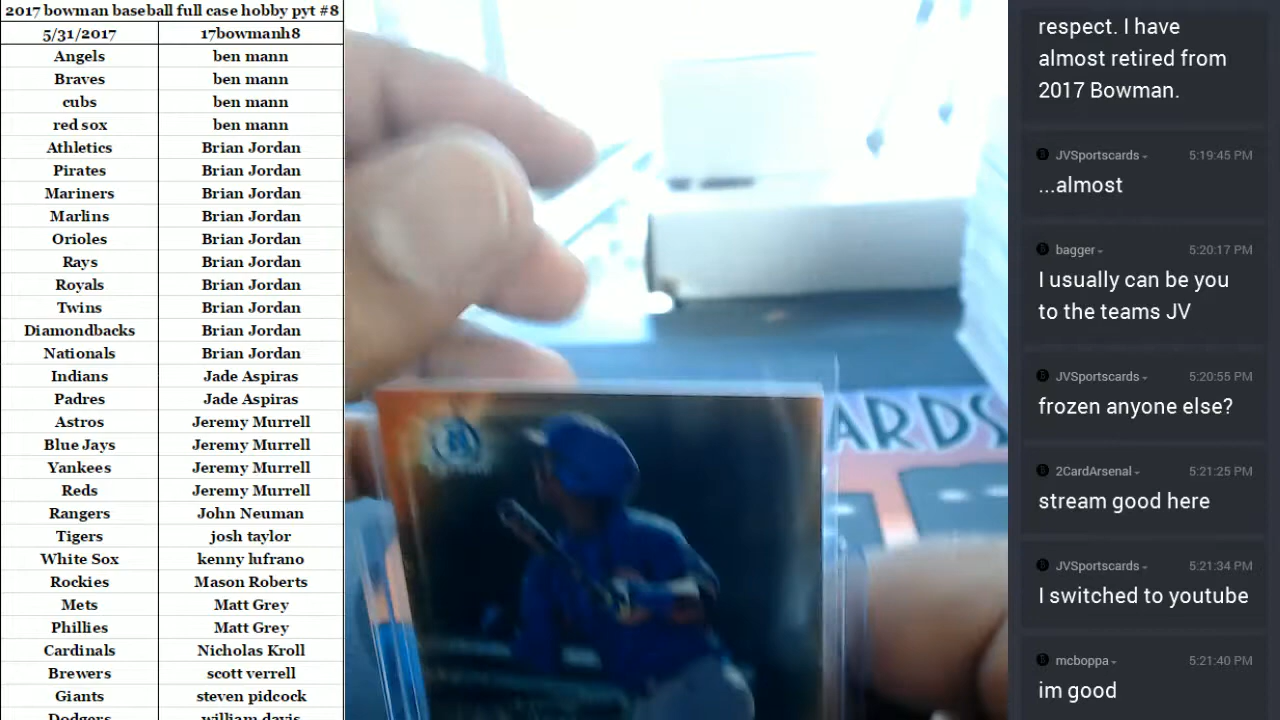 2017 bowman baseball full case hobby pyt #8
5/31/2017 17bowmanh8
Angels ben mann
Braves ben mann
cubs ben mann
red sox ben mann
Athletics Brian Jordan
Pirates Brian Jordan
Mariners Brian Jordan
Marlins Brian Jordan
Orioles Brian Jordan
Rays Brian Jordan
Royals Brian Jordan
Twins Brian Jordan
Diamondbacks Brian Jordan
Nationals Brian Jordan
Indians Jade Aspiras
Padres Jade Aspiras
Astros Jeremy Murrell
Blue Jays Jeremy Murrell
Yankees Jeremy Murrell
Reds Jeremy Murrell
Rangers John Neuman
Tigers josh taylor
White Sox kenny lufrano
Rockies Mason Roberts
Mets Matt Grey
Phillies Matt Grey
Cardinals Nicholas Kroll
Brewers scott verrell
Giants steven pidcock
Dodgers william davis
ARDS
respect. I have
almost retired from
2017 Bowman.
JVSportscards 5:19:45 PM
...almost
bagger 5:20:17 PM
I usually can be you
to the teams JV
JVSportscards 5:20:55 PM
frozen anyone else?
2CardArsenal 5:21:25 PM
stream good here
JVSportscards 5:21:34 PM
I switched to youtube
mcboppa 5:21:40 PM
im good